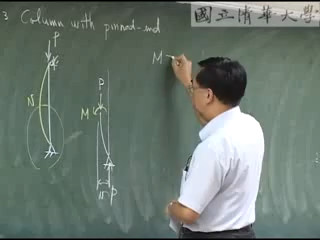 3 Column with pinned-end
國立清華大學
P
M
P
N
M
P